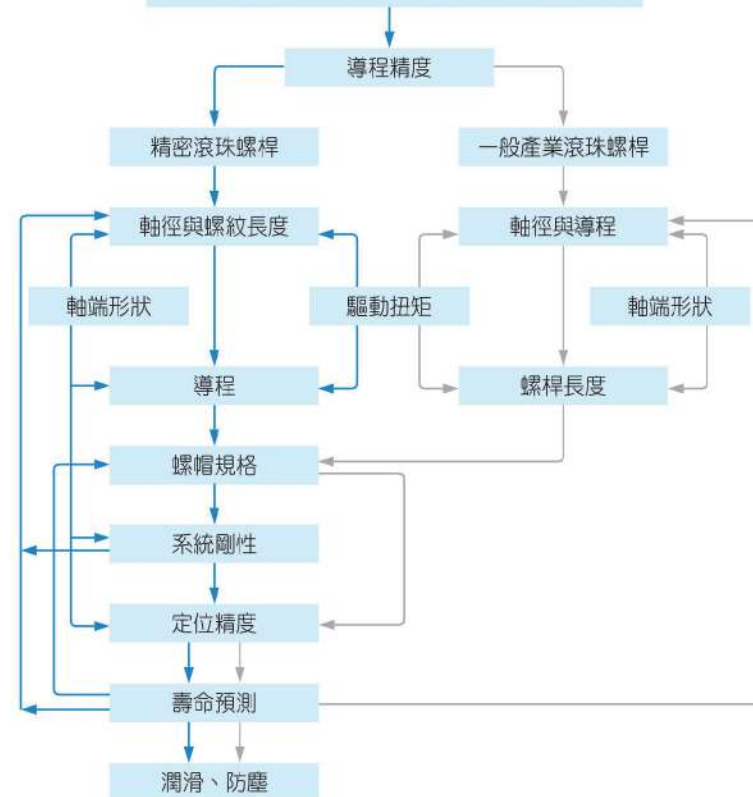 導程精度
精密滾珠螺桿
一般產業滾珠螺桿
軸徑與螺紋長度
軸徑與導程
軸端形狀
驅動扭矩
軸端形狀
導程
螺桿長度
螺帽規格
系統剛性
定位精度
壽命預測
潤滑、防塵